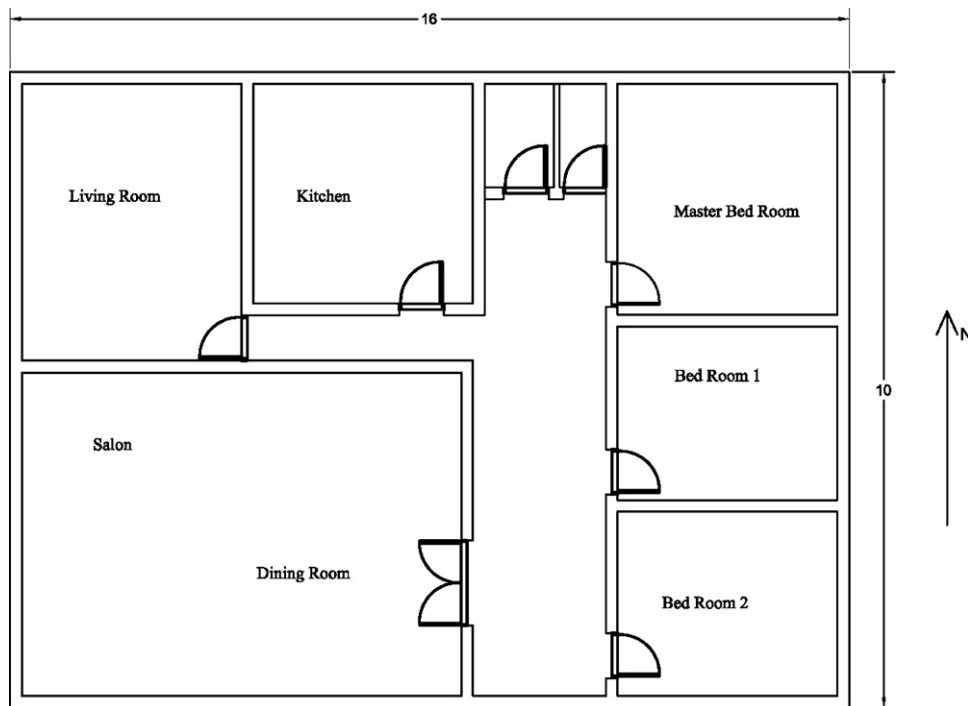 16
Living Room
Kitchen
Master Bed Room
N
Bed Room 1
10
Salon
Dining Room
Bed Room 2